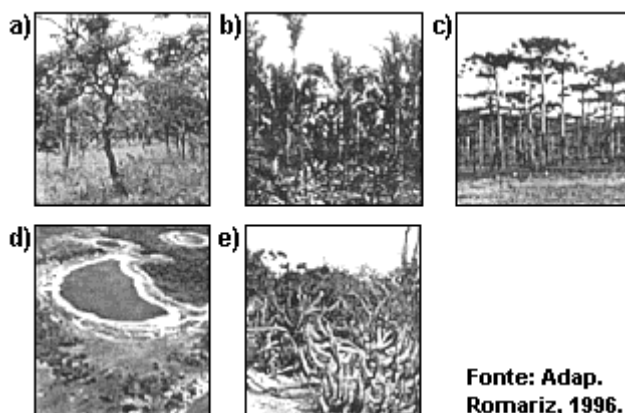 a)
b)
c)
d)
e)
Fonte: Adap.
Romariz, 1996.